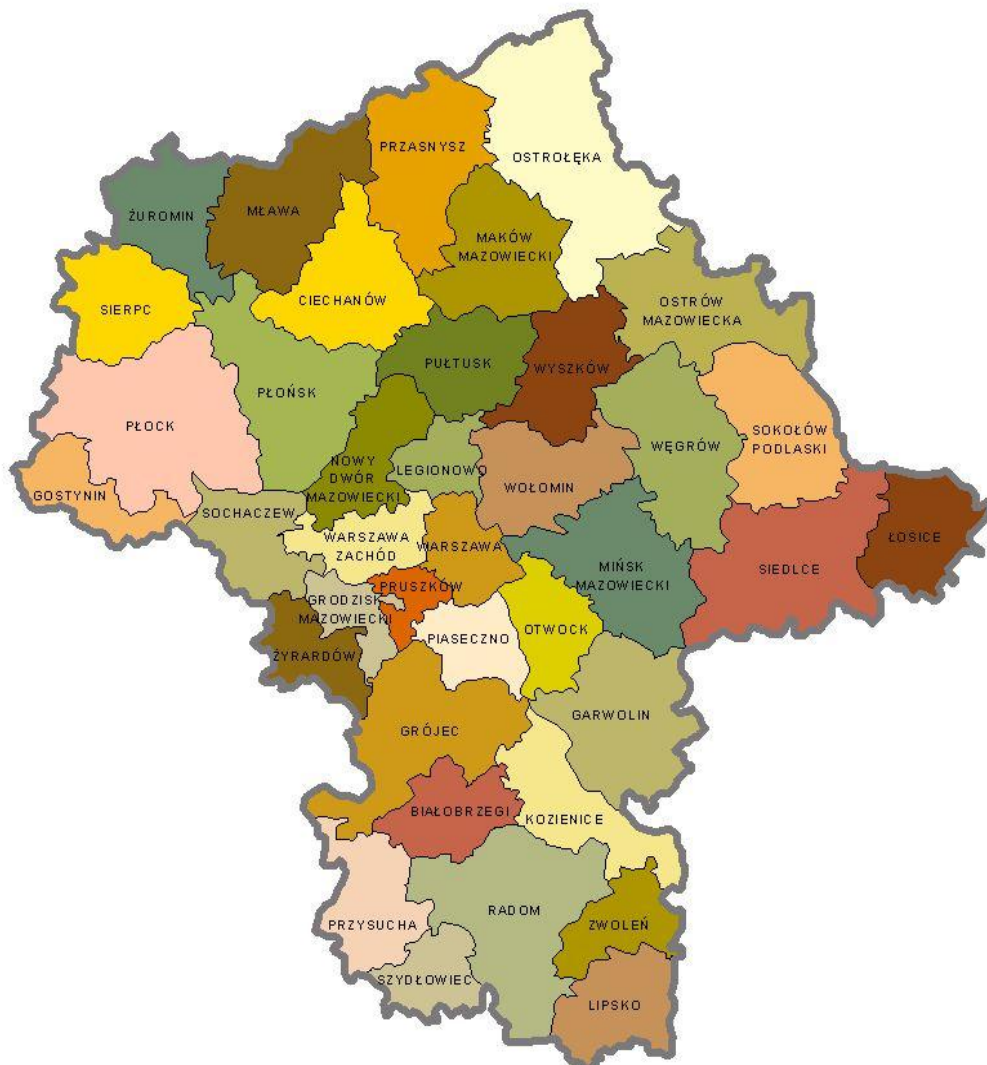 PRZASNYSZ
OSTROŁĘKA
ŻUROMIN
MŁAWA
MAKÓW
MAZOWIECKI
SIERPC
CIECHANÓW
OSTRÓW
MAZOWIECKA
PŁOŃSK
PUŁTUSK
WYSZKÓW
PŁOCK
SOKOŁÓW
PODLASKI
WĘGRÓW
NOWY
DWÓR
MAZOWIECKI
LEGIONOWO
WOŁOMIN
GOSTYNIN
SOCHACZEW
WARSZAWA
ZACHÓD
WARSZAWA
MIŃSK
MAZOWIECKI
SIEDLCE
ŁOSICE
PRUSZKÓW
GRODZISK
MAZOWIECKI
PIASECZNO
OTWOCK
ŻYRARDÓW
GARWOLIN
GRÓJEC
BIAŁOBRZEGI
KOZIENICE
RADOM
PRZYSUCHA
ZWOLEŃ
SZYDŁOWIEC
LIPSKO